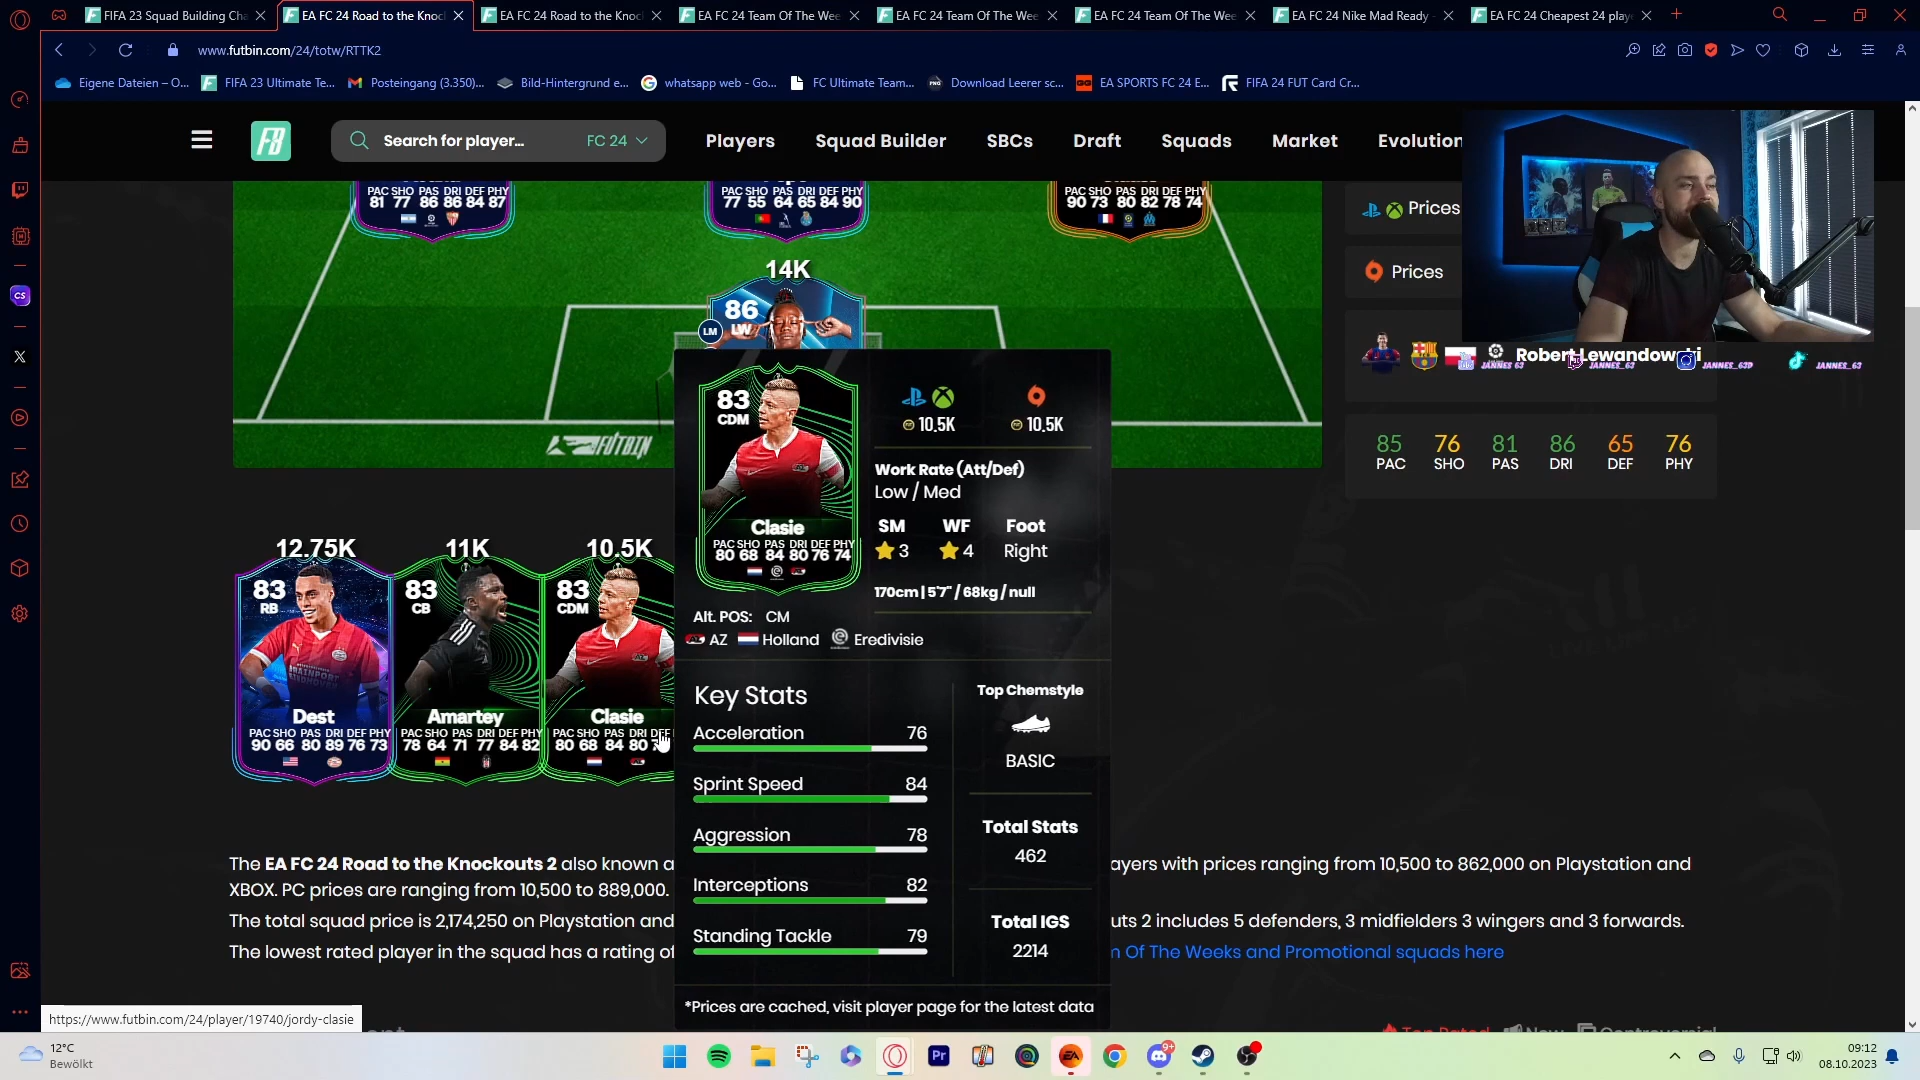 FIFA 23 Squad Building Cha
EA FC 24 Road to the Knoc
EA FC 24 Road to the Knoc
EA FC 24 Team Of The Wee
EA FC 24 Team Of The Wee
EA FC 24 Team Of The Wee
EA FC 24 Nike Mad Ready -
EA FC 24 Cheapest 24 playe
www.futbin.com/24/totw/RTTK2
Eigene Dateien – O...
FIFA 23 Ultimate Te...
Posteingang (3.350)...
Bild-Hintergrund e...
whatsapp web - Go...
FC Ultimate Team...
Download Leerer sc...
EA SPORTS FC 24 E...
FIFA 24 FUT Card Cr...
FB
Search for player...
FC 24
Players
Squad Builder
SBCs
Draft
Squads
Market
Evolution
PAC SHO PAS DRI DEF PHY
81 77 86 86 84 87
PAC SHO PAS DRI DEF PHY
77 55 64 65 84 90
PAC SHO PAS DRI DEF PHY
90 73 80 82 78 74
Prices
Prices
14K
86
LW
LM
Robert Lewandowski
JANNES 63
JANNES_63
JANNES_63D
JANNES_63
85 76 81 86 65 76
PAC SHO PAS DRI DEF PHY
FUTBIN
83
CDM
Clasie
PAC SHO PAS DRI DEF PHY
80 68 84 80 76 74
10.5K
10.5K
Work Rate (Att/Def)
Low / Med
SM WF Foot
3 4 Right
170cm | 5'7" / 68kg / null
Alt. POS: CM
AZ Holland Eredivisie
Key Stats
Acceleration 76
Sprint Speed 84
Aggression 78
Interceptions 82
Standing Tackle 79
Top Chemstyle
BASIC
Total Stats
462
Total IGS
2214
*Prices are cached, visit player page for the latest data
12.75K
83
RB
Dest
PAC SHO PAS DRI DEF PHY
90 66 80 89 76 73
11K
83
CB
Amartey
PAC SHO PAS DRI DEF PHY
78 64 71 77 84 82
10.5K
83
CDM
Clasie
PAC SHO PAS DRI DEF
80 68 84 80
The EA FC 24 Road to the Knockouts 2 also known a
ayers with prices ranging from 10,500 to 862,000 on Playstation and
XBOX. PC prices are ranging from 10,500 to 889,000.
The total squad price is 2,174,250 on Playstation and
uts 2 includes 5 defenders, 3 midfielders 3 wingers and 3 forwards.
The lowest rated player in the squad has a rating of
m Of The Weeks and Promotional squads here
https://www.futbin.com/24/player/19740/jordy-clasie
Top Rated
New
Controversial
12°C
Bewölkt
Pr
EA
9+
09:12
08.10.2023